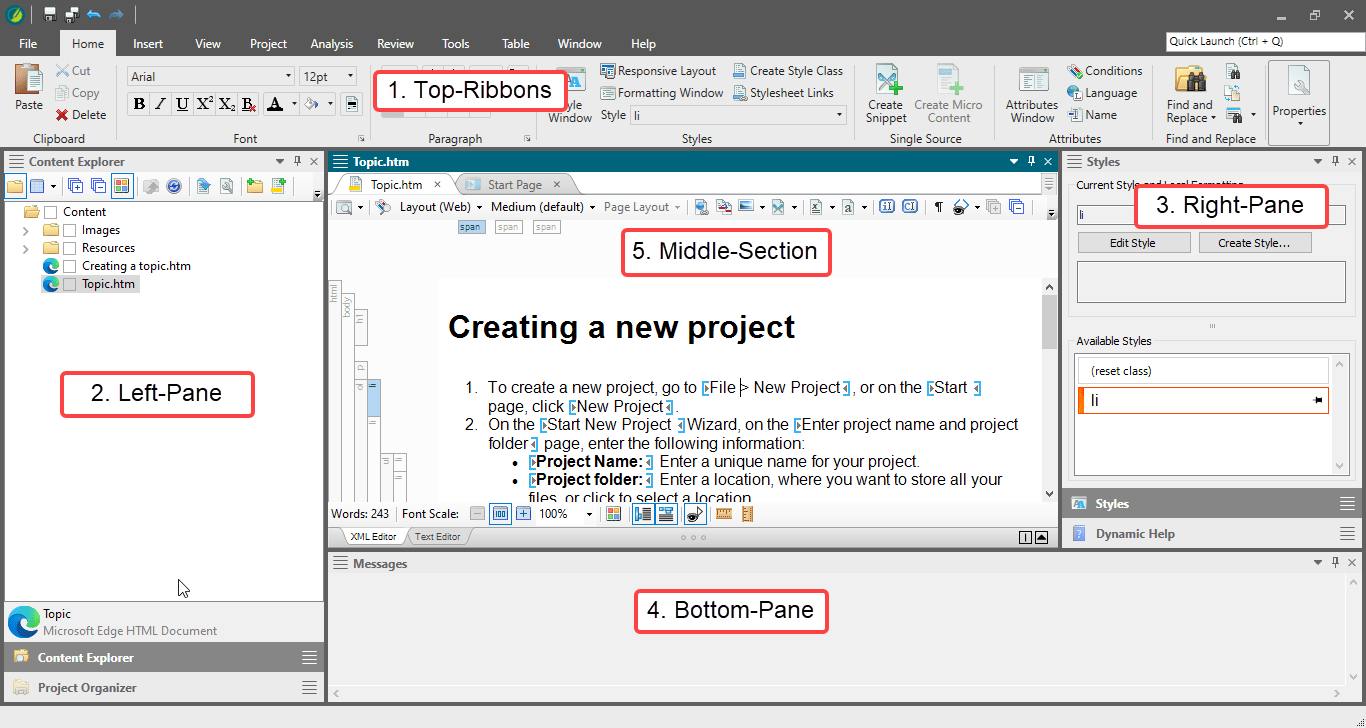 File Home Insert View Project Analysis Review Tools Table Window Help
Quick Launch (Ctrl + Q)
Paste
Cut
Copy
Delete
Clipboard
Arial 12pt
B I U X² X₂ B
A
Font
1. Top-Ribbons
Paragraph
Window
Responsive Layout
Formatting Window
Style li
Create Style Class
Stylesheet Links
Styles
Create Snippet
Create Micro Content
Single Source
Attributes Window
Conditions
Language
Name
Attributes
Find and Replace
Find and Replace
Properties
Content Explorer
Content
Images
Resources
Creating a topic.htm
Topic.htm
2. Left-Pane
Topic
Microsoft Edge HTML Document
Content Explorer
Project Organizer
Topic.htm
Topic.htm Start Page
Layout (Web) Medium (default) Page Layout
span span span
5. Middle-Section
html
body
h1
p
ol
li
li
ul
li
li
Creating a new project
1. To create a new project, go to File > New Project, or on the Start
page, click New Project.
2. On the Start New Project Wizard, on the Enter project name and project
folder page, enter the following information:
• Project Name: Enter a unique name for your project.
• Project folder: Enter a location, where you want to store all your
files, or click to select a location
Words: 243 Font Scale: 100%
XML Editor Text Editor
Messages
4. Bottom-Pane
Styles
Current Style and Local Formatting
li
3. Right-Pane
Edit Style Create Style...
Available Styles
(reset class)
li
Styles
Dynamic Help